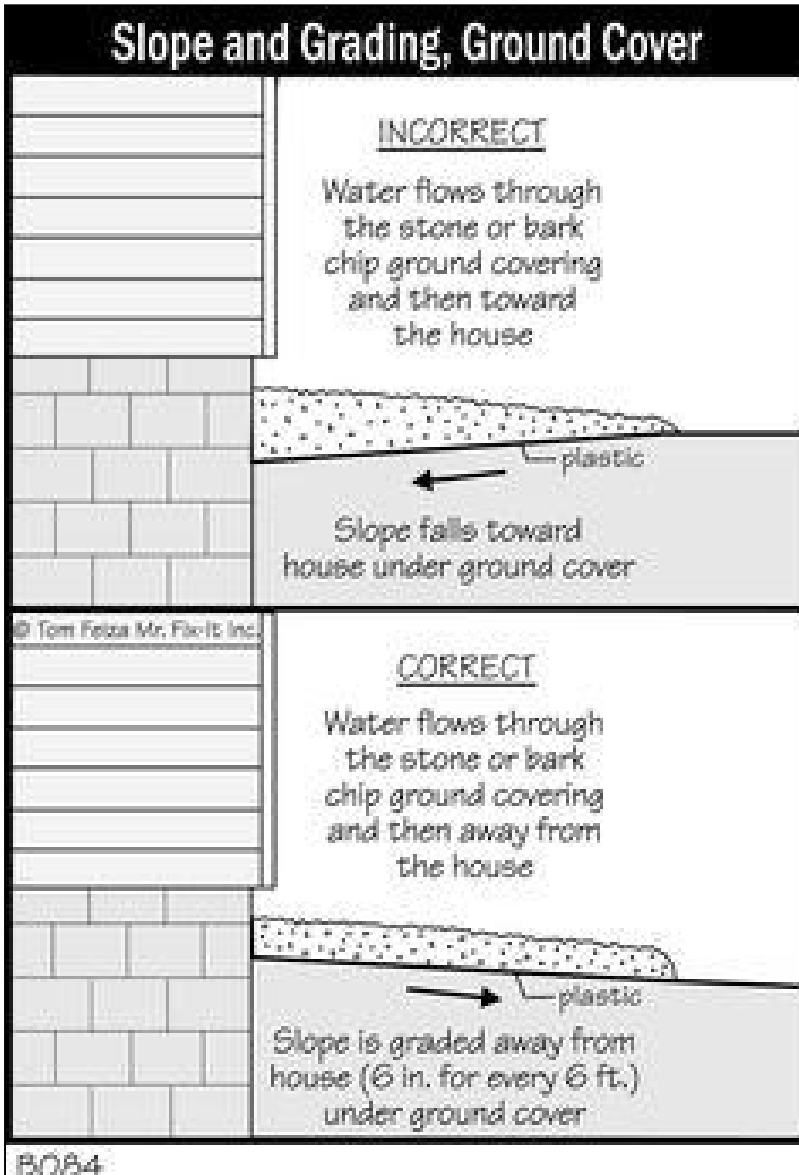 Slope and Grading, Ground Cover
INCORRECT
Water flows through
the stone or bark
chip ground covering
and then toward
the house
plastic
Slope falls toward
house under ground cover
© Tom Feiza Mr. Fix-It Inc.
CORRECT
Water flows through
the stone or bark
chip ground covering
and then away from
the house
plastic
Slope is graded away from
house (6 in. for every 6 ft.)
under ground cover
B084